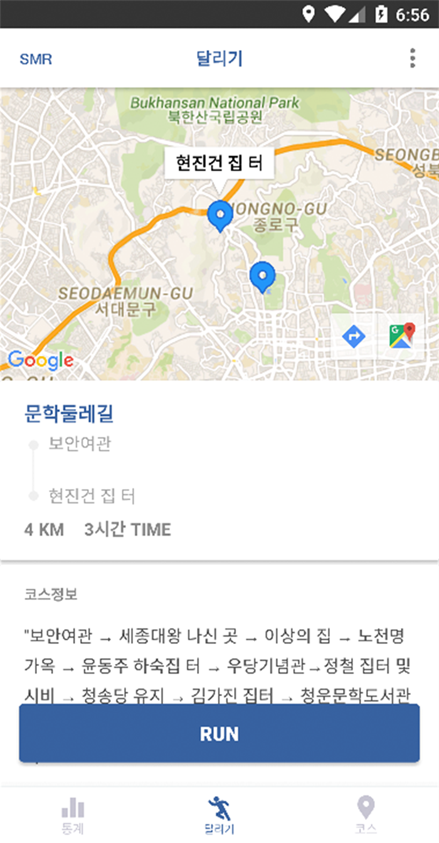 6:56
SMR
달리기
Bukhansan National Park
북한산국립공원
SEONGB
성북
현진건 집 터
JONGNO-GU
종로구
SEODAEMUN-GU
서대문구
Google
문학둘레길
보안여관
현진건 집 터
4 KM 3시간 TIME
코스정보
"보안여관 → 세종대왕 나신 곳 → 이상의 집 → 노천명
가옥 → 윤동주 하숙집 터 → 우당기념관→정철 집터 및
시비 → 청송당 유지 → 김가진 집터 → 청운문학도서관
RUN
통계
달리기
코스